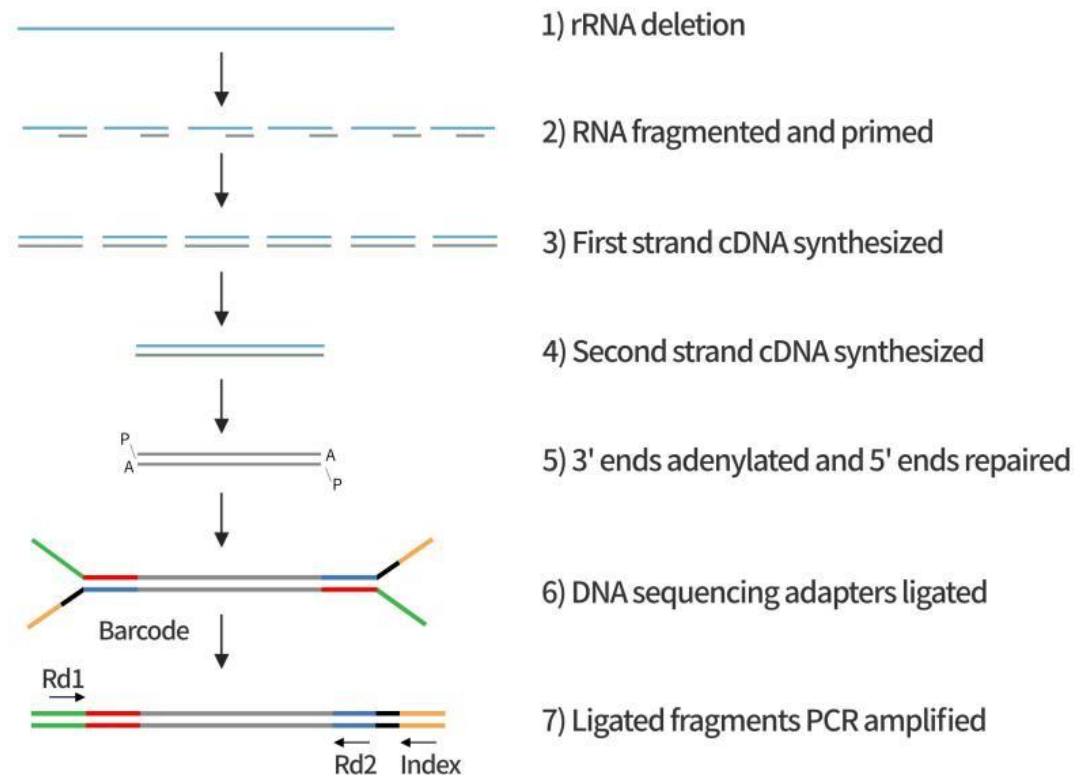 1) rRNA deletion
2) RNA fragmented and primed
3) First strand cDNA synthesized
4) Second strand cDNA synthesized
P
A
A
P
5) 3' ends adenylated and 5' ends repaired
6) DNA sequencing adapters ligated
Barcode
Rd1
7) Ligated fragments PCR amplified
Rd2 Index